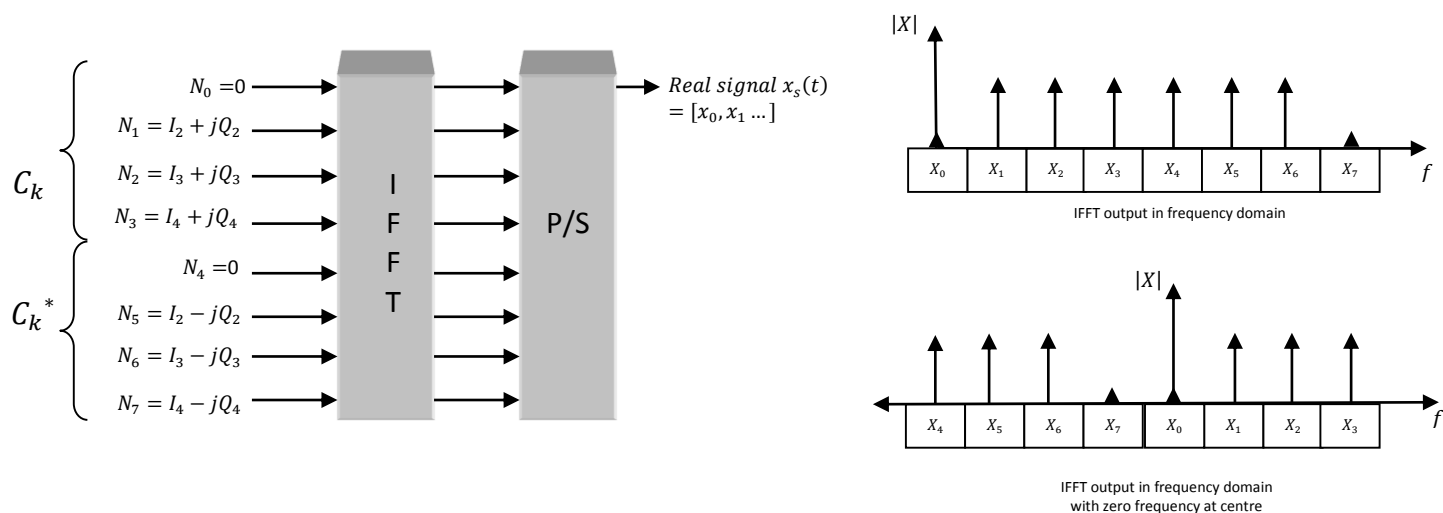 N₀ =0
N₁ = I₂ + jQ₂
N₂ = I₃ + jQ₃
N₃ = I₄ + jQ₄
N₄ =0
N₅ = I₂ − jQ₂
N₆ = I₃ − jQ₃
N₇ = I₄ − jQ₄
Cₖ
Cₖ*
I
F
F
T
P/S
Real signal xₛ(t)
= [x₀, x₁ …]
|X|
X₀ X₁ X₂ X₃ X₄ X₅ X₆ X₇
f
IFFT output in frequency domain
|X|
X₄ X₅ X₆ X₇ X₀ X₁ X₂ X₃
f
IFFT output in frequency domain
with zero frequency at centre